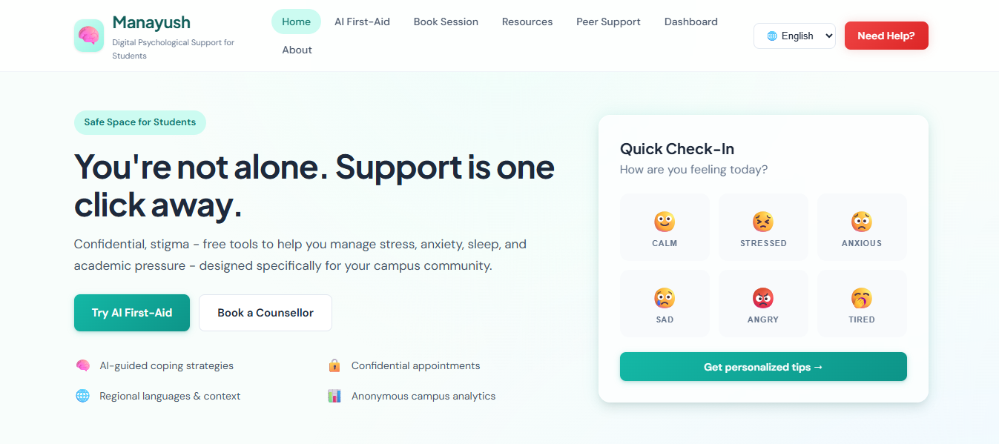 Manayush
Digital Psychological Support for
Students
Home
AI First-Aid
Book Session
Resources
Peer Support
Dashboard
About
English
Need Help?
Safe Space for Students
You're not alone. Support is one
click away.
Confidential, stigma - free tools to help you manage stress, anxiety, sleep, and
academic pressure - designed specifically for your campus community.
Try AI First-Aid
Book a Counsellor
AI-guided coping strategies
Confidential appointments
Regional languages & context
Anonymous campus analytics
Quick Check-In
How are you feeling today?
CALM
STRESSED
ANXIOUS
SAD
ANGRY
TIRED
Get personalized tips →